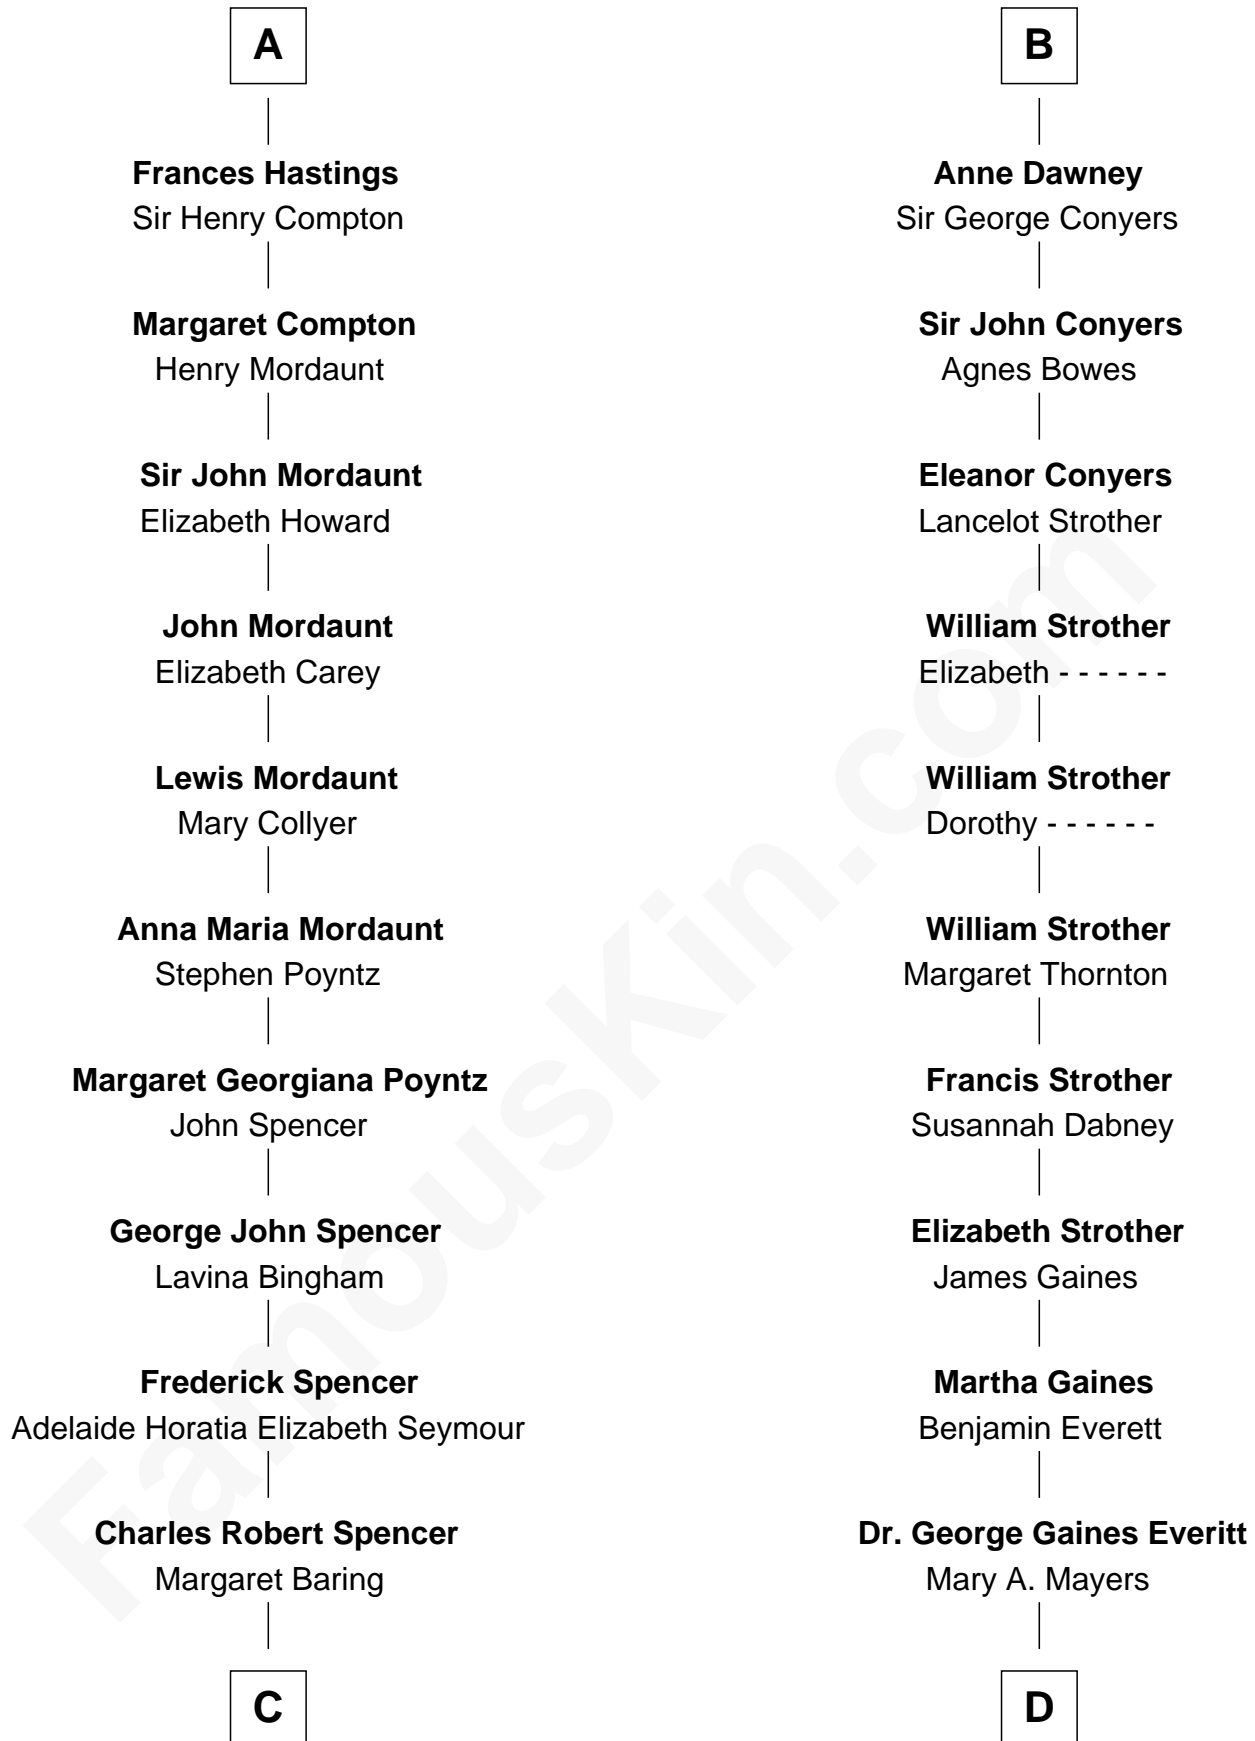 A
Frances Hastings
Sir Henry Compton
Margaret Compton
Henry Mordaunt
Sir John Mordaunt
Elizabeth Howard
John Mordaunt
Elizabeth Carey
Lewis Mordaunt
Mary Collyer
Anna Maria Mordaunt
Stephen Poyntz
Margaret Georgiana Poyntz
John Spencer
George John Spencer
Lavina Bingham
Frederick Spencer
Adelaide Horatia Elizabeth Seymour
Charles Robert Spencer
Margaret Baring
C
B
Anne Dawney
Sir George Conyers
Sir John Conyers
Agnes Bowes
Eleanor Conyers
Lancelot Strother
William Strother
Elizabeth - - - - - -
William Strother
Dorothy - - - - - -
William Strother
Margaret Thornton
Francis Strother
Susannah Dabney
Elizabeth Strother
James Gaines
Martha Gaines
Benjamin Everett
Dr. George Gaines Everitt
Mary A. Mayers
D
FamousKin.com